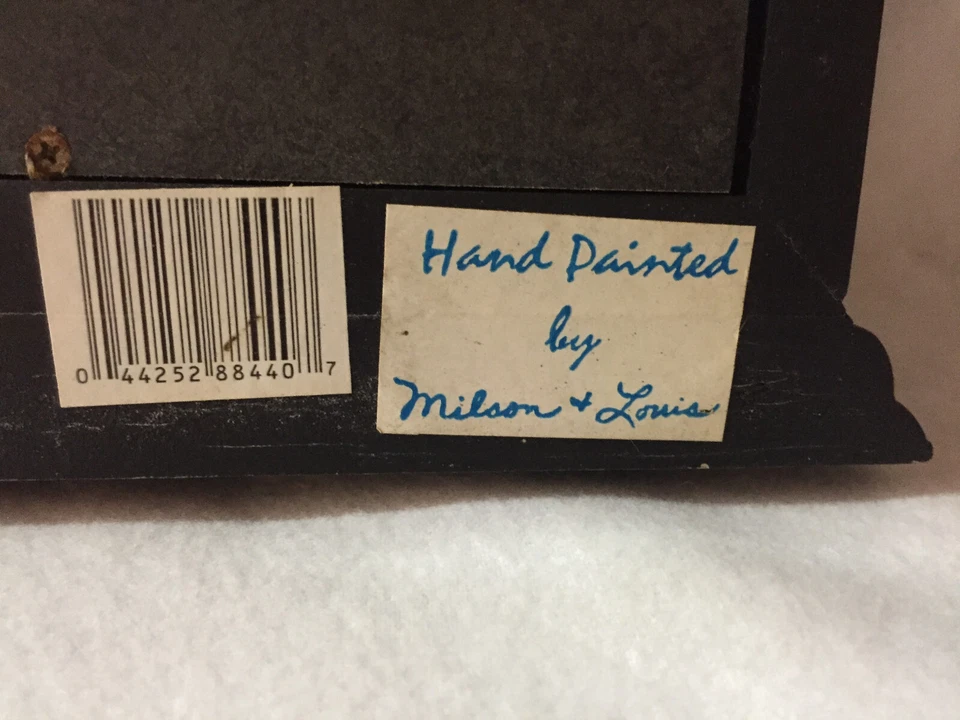 0 44252 88440 7
Hand Painted
by
Milson + Louis